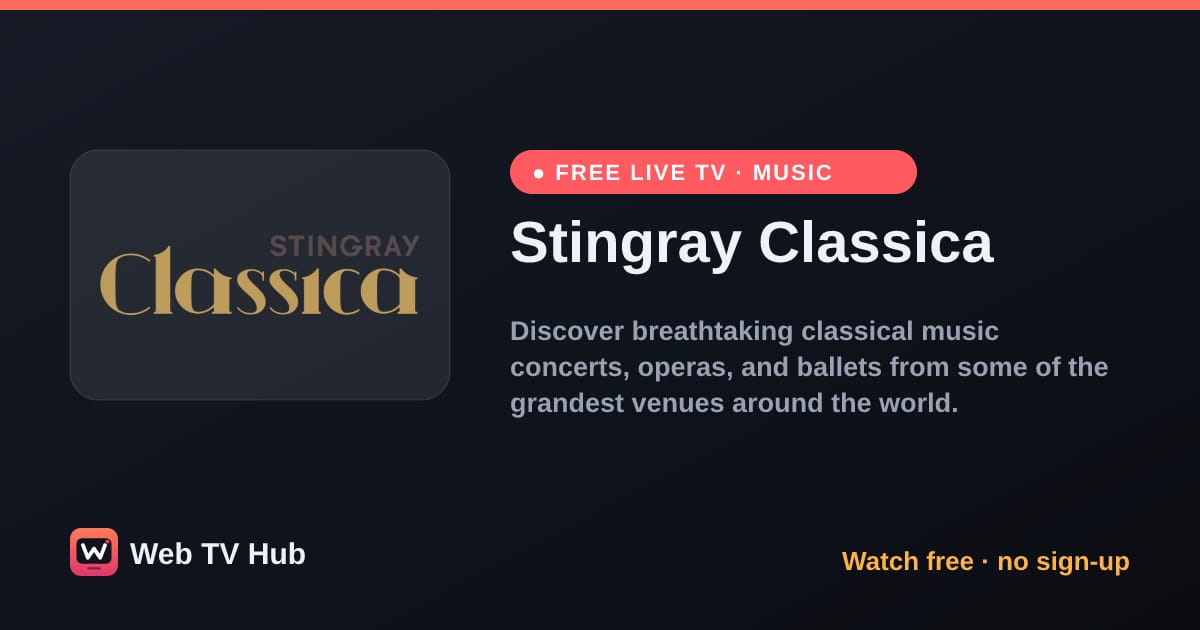 STINGRAY
Classica
• FREE LIVE TV · MUSIC
Stingray Classica
Discover breathtaking classical music
concerts, operas, and ballets from some of the
grandest venues around the world.
W
Web TV Hub
Watch free · no sign-up